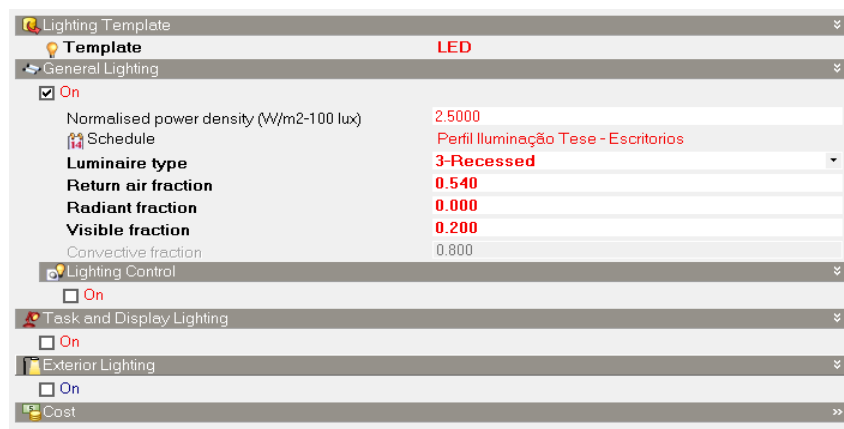 Lighting Template
Template LED
General Lighting
On
Normalised power density (W/m2-100 lux) 2.5000
14 Schedule Perfil Iluminação Tese - Escritorios
Luminaire type 3-Recessed
Return air fraction 0.540
Radiant fraction 0.000
Visible fraction 0.200
Convective fraction 0.800
Lighting Control
On
Task and Display Lighting
On
Exterior Lighting
On
Cost